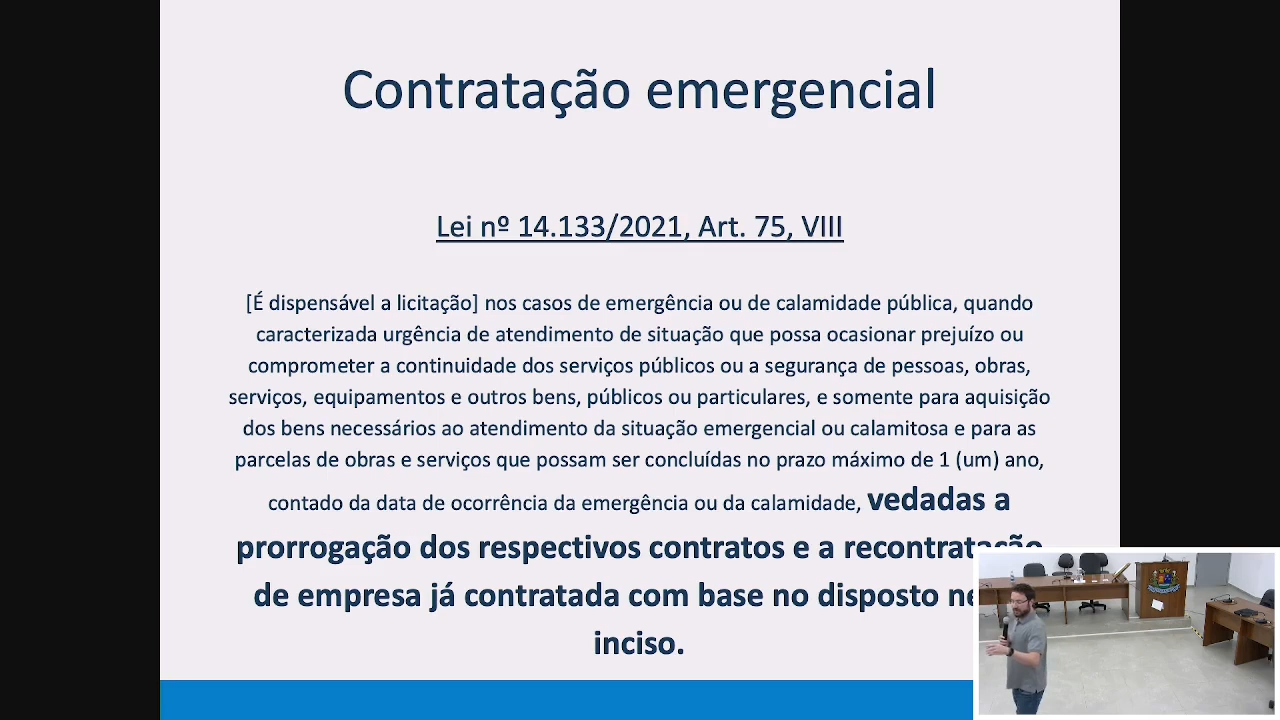 Contratação emergencial
Lei nº 14.133/2021, Art. 75, VIII
[É dispensável a licitação] nos casos de emergência ou de calamidade pública, quando
caracterizada urgência de atendimento de situação que possa ocasionar prejuízo ou
comprometer a continuidade dos serviços públicos ou a segurança de pessoas, obras,
serviços, equipamentos e outros bens, públicos ou particulares, e somente para aquisição
dos bens necessários ao atendimento da situação emergencial ou calamitosa e para as
parcelas de obras e serviços que possam ser concluídas no prazo máximo de 1 (um) ano,
contado da data de ocorrência da emergência ou da calamidade, vedadas a
prorrogação dos respectivos contratos e a recontratação
de empresa já contratada com base no disposto
inciso.